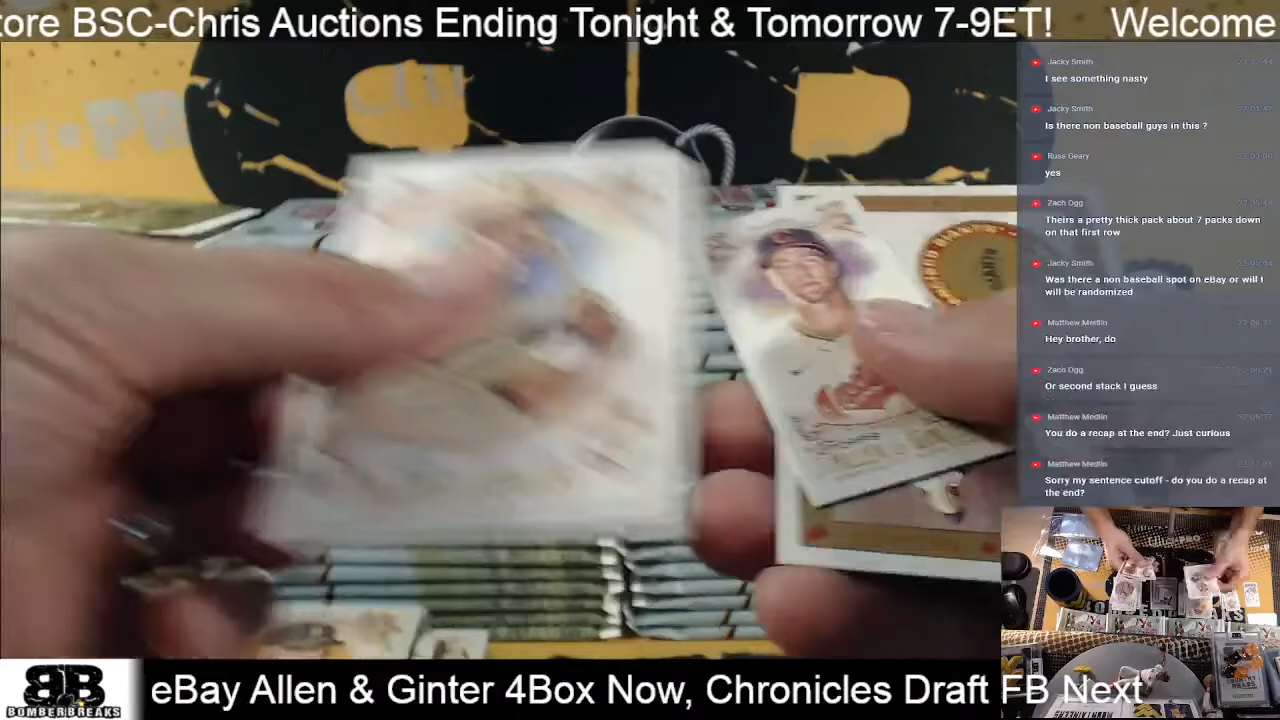 tore BSC-Chris Auctions Ending Tonight & Tomorrow 7-9ET! Welcome
Jacky Smith
I see something nasty
Jacky Smith
Is there non baseball guys in this ?
Russ Geary
yes
Zach Ogg
Theirs a pretty thick pack about 7 packs down
on that first row
Jacky Smith
Was there a non baseball spot on eBay or will I
will be randomized
Matthew Medlin
Hey brother, do
Zach Ogg
Or second stack I guess
Matthew Medlin
You do a recap at the end? Just curious
Matthew Medlin
Sorry my sentence cutoff - do you do a recap at
the end?
BOMBERBREAKS
eBay Allen & Ginter 4Box Now, Chronicles Draft FB Next